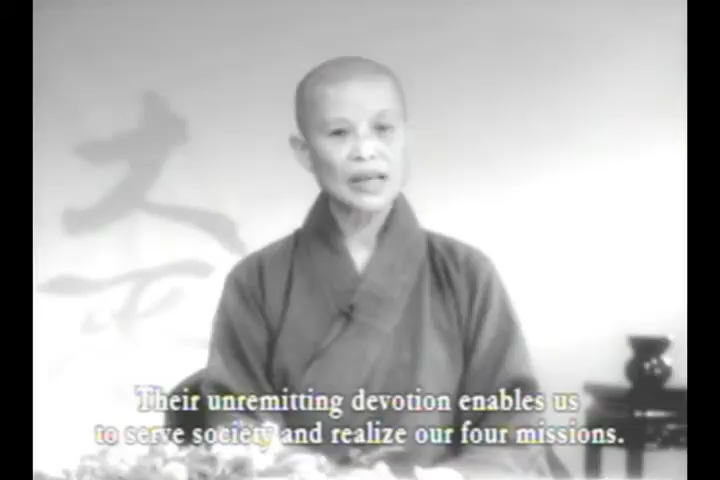 大
Their unremitting devotion enables us
to serve society and realize our four missions.